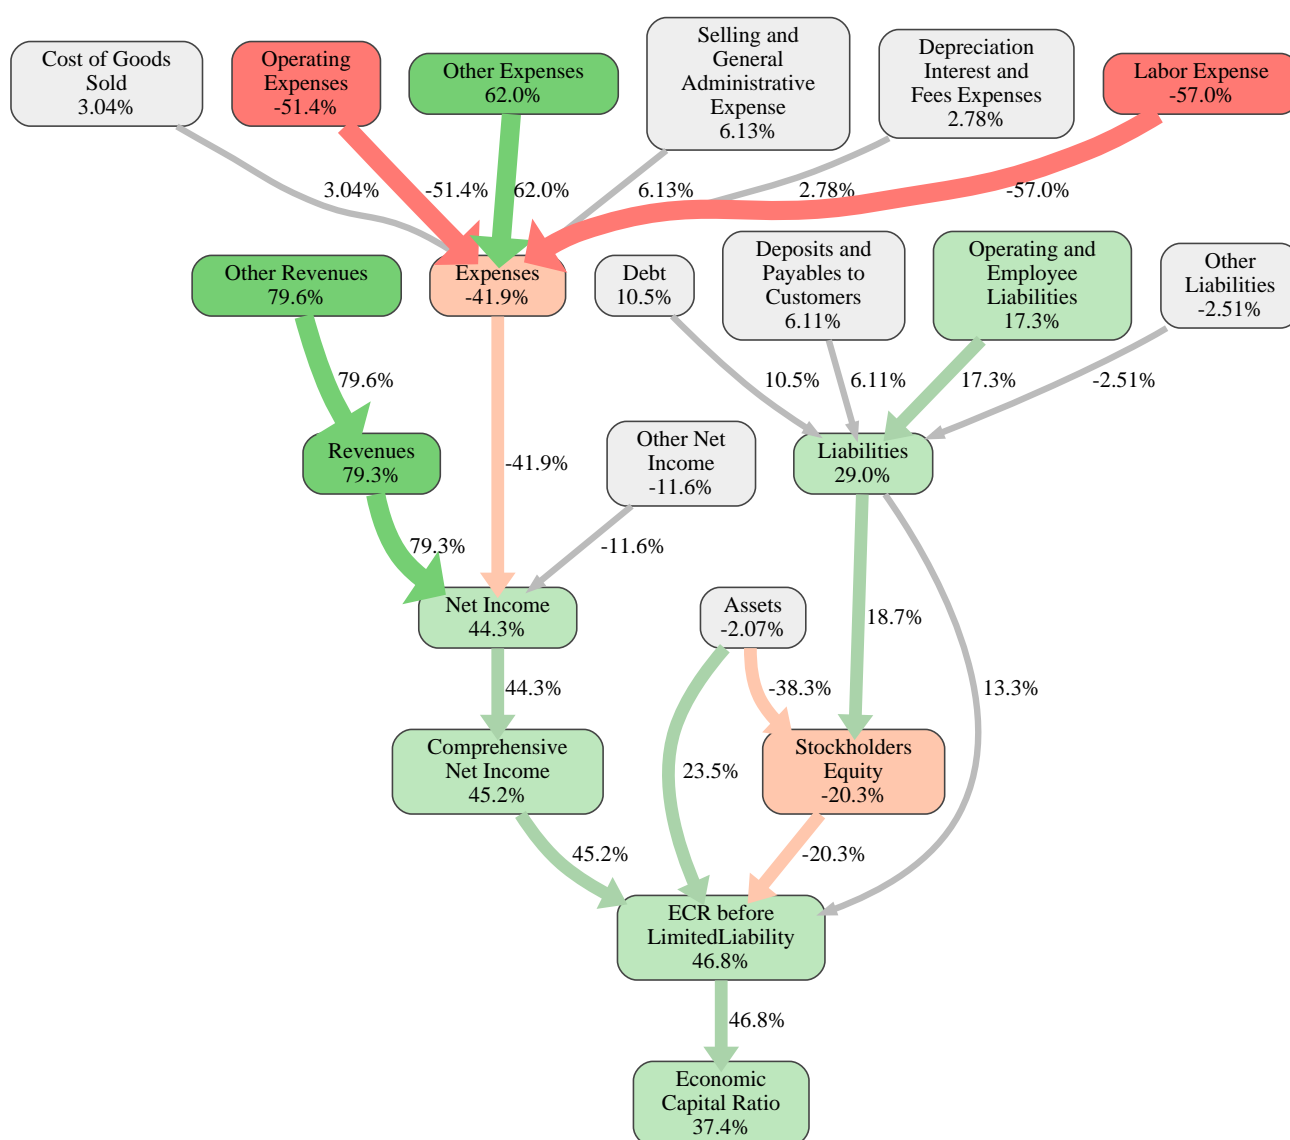 Cost of Goods
Sold
3.04%
Operating
Expenses
-51.4%
Other Expenses
62.0%
Selling and
General
Administrative
Expense
6.13%
Depreciation
Interest and
Fees Expenses
2.78%
Labor Expense
-57.0%
3.04%
-51.4%
62.0%
6.13%
2.78%
-57.0%
Other Revenues
79.6%
Expenses
-41.9%
Debt
10.5%
Deposits and
Payables to
Customers
6.11%
Operating and
Employee
Liabilities
17.3%
Other
Liabilities
-2.51%
79.6%
10.5%
6.11%
17.3%
-2.51%
Revenues
79.3%
-41.9%
Other Net
Income
-11.6%
Liabilities
29.0%
79.3%
-11.6%
Net Income
44.3%
Assets
-2.07%
18.7%
44.3%
-38.3%
13.3%
Comprehensive
Net Income
45.2%
23.5%
Stockholders
Equity
-20.3%
45.2%
-20.3%
ECR before
LimitedLiability
46.8%
46.8%
Economic
Capital Ratio
37.4%